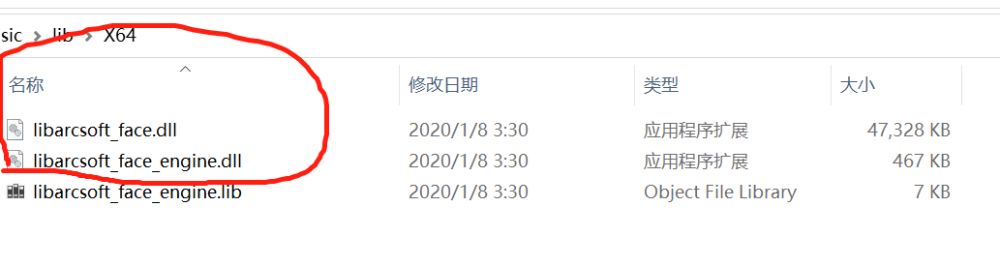 sic > lib > X64
名称 修改日期 类型 大小
libarcsoft_face.dll 2020/1/8 3:30 应用程序扩展 47,328 KB
libarcsoft_face_engine.dll 2020/1/8 3:30 应用程序扩展 467 KB
libarcsoft_face_engine.lib 2020/1/8 3:30 Object File Library 7 KB